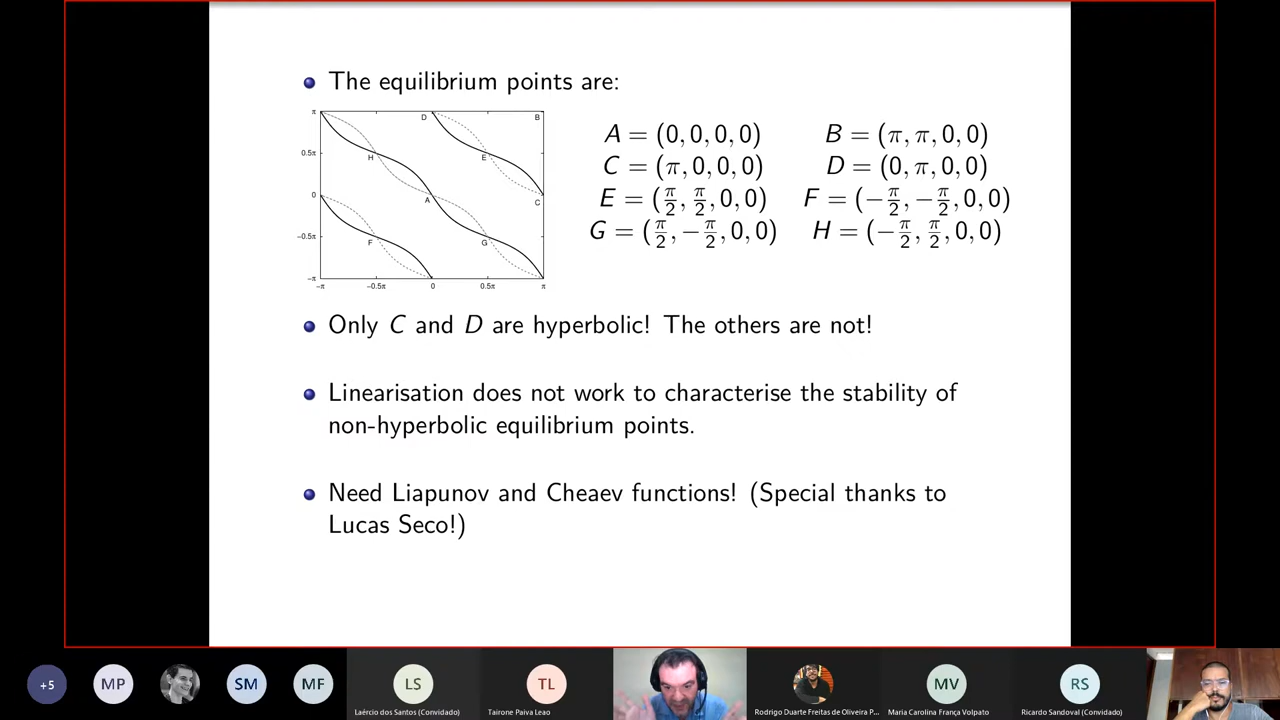 The equilibrium points are:
π
0.5π
0
−0.5π
−π
−π
−0.5π
0
0.5π
π
D
B
H
E
A
C
F
G
A = (0, 0, 0, 0)
B = (π, π, 0, 0)
C = (π, 0, 0, 0)
D = (0, π, 0, 0)
E = (π/2, π/2, 0, 0)
F = (−π/2, −π/2, 0, 0)
G = (π/2, −π/2, 0, 0)
H = (−π/2, π/2, 0, 0)
Only C and D are hyperbolic! The others are not!
Linearisation does not work to characterise the stability of
non-hyperbolic equilibrium points.
Need Liapunov and Cheaev functions! (Special thanks to
Lucas Seco!)
+5
MP
SM
MF
LS
TL
MV
RS
Laércio dos Santos (Convidado)
Tairone Paiva Leao
Rodrigo Duarte Freitas de Oliveira P...
Maria Carolina França Volpato
Ricardo Sandoval (Convidado)